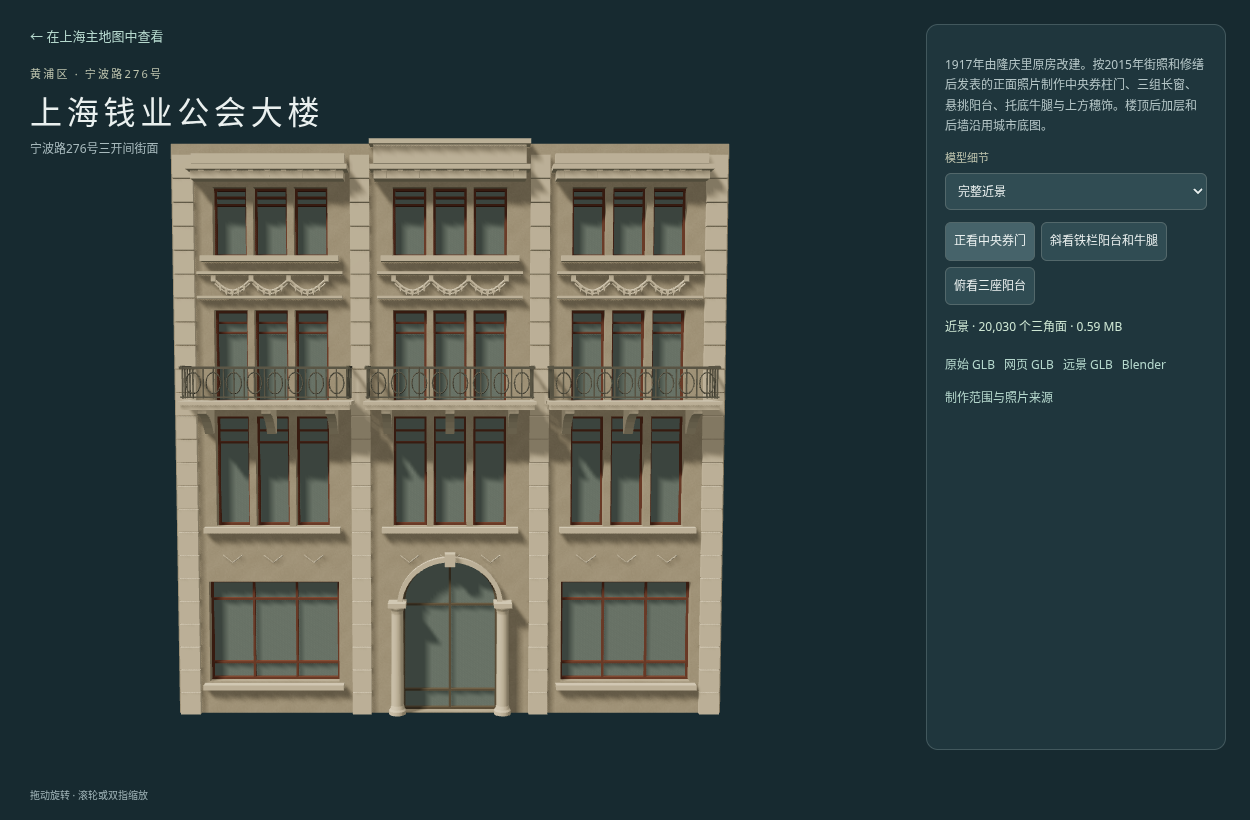 ← 在上海主地图中查看
黄浦区 · 宁波路276号
上海钱业公会大楼
宁波路276号三开间街面
1917年由隆庆里原房改建。按2015年街照和修缮
后发表的正面照片制作中央券柱门、三组长窗、
悬挑阳台、托底牛腿与上方穗饰。楼顶后加层和
后墙沿用城市底图。
模型细节
完整近景
正看中央券门
斜看铁栏阳台和牛腿
俯看三座阳台
近景 · 20,030 个三角面 · 0.59 MB
原始 GLB 网页 GLB 远景 GLB Blender
制作范围与照片来源
拖动旋转 · 滚轮或双指缩放